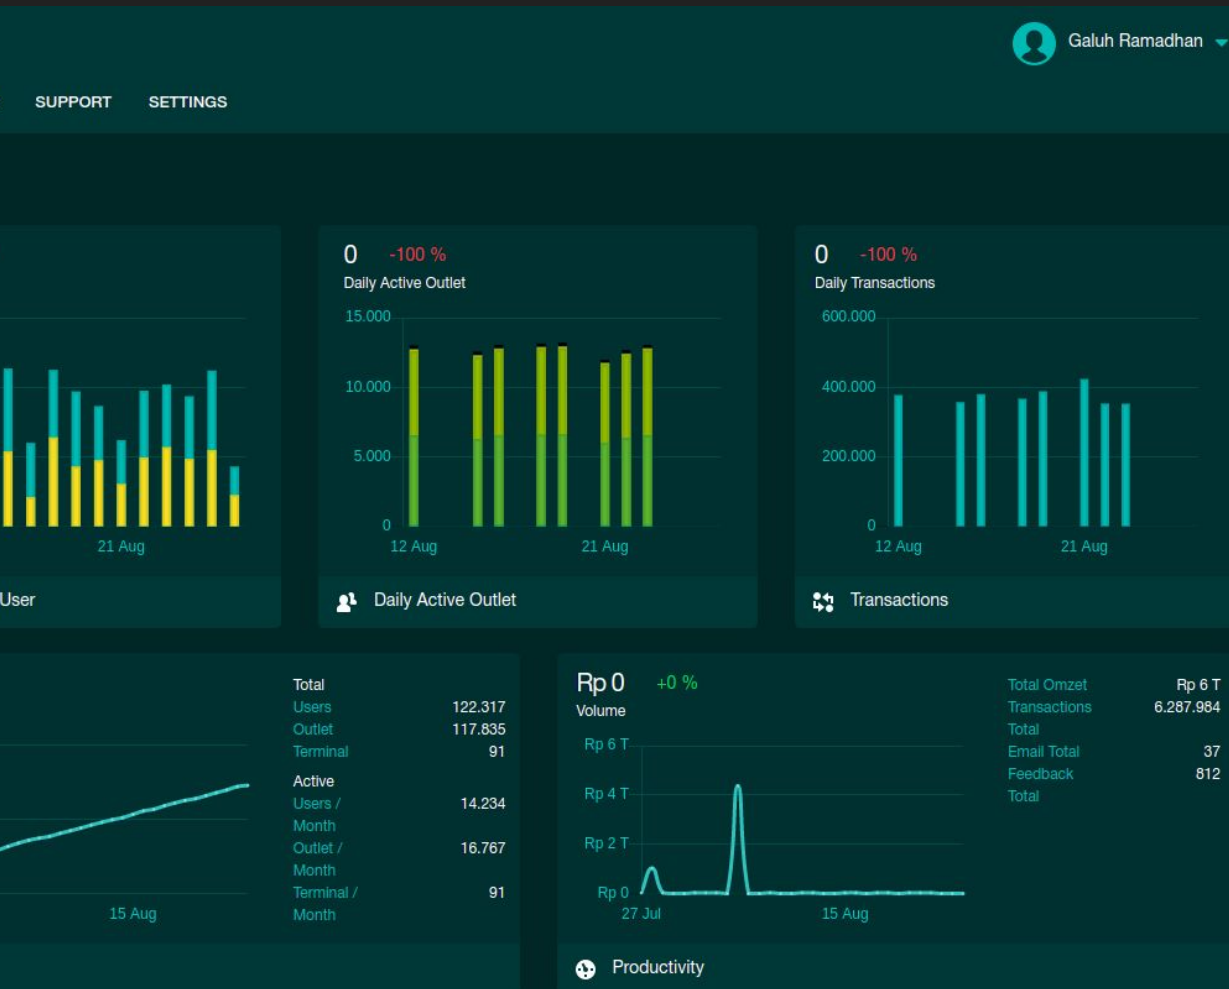 Galuh Ramadhan
SUPPORT SETTINGS
0 -100 %
Daily Active Outlet
15.000
10.000
5.000
0
12 Aug 21 Aug
Daily Active Outlet
0 -100 %
Daily Transactions
600.000
400.000
200.000
0
12 Aug 21 Aug
Transactions
21 Aug
User
Total
Users 122.317
Outlet 117.835
Terminal 91
Active
Users / 14.234
Month
Outlet / 16.767
Month
Terminal / 91
Month
15 Aug
Rp 0 +0 %
Volume
Rp 6 T
Rp 4 T
Rp 2 T
Rp 0
27 Jul 15 Aug
Total Omzet Rp 6 T
Transactions 6.287.984
Total
Email Total 37
Feedback 812
Total
Productivity